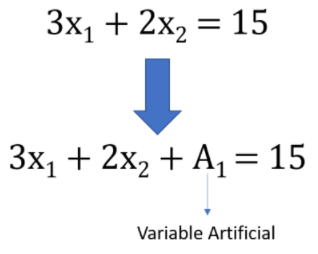 3x₁ + 2x₂ = 15
3x₁ + 2x₂ + A₁ = 15
Variable Artificial